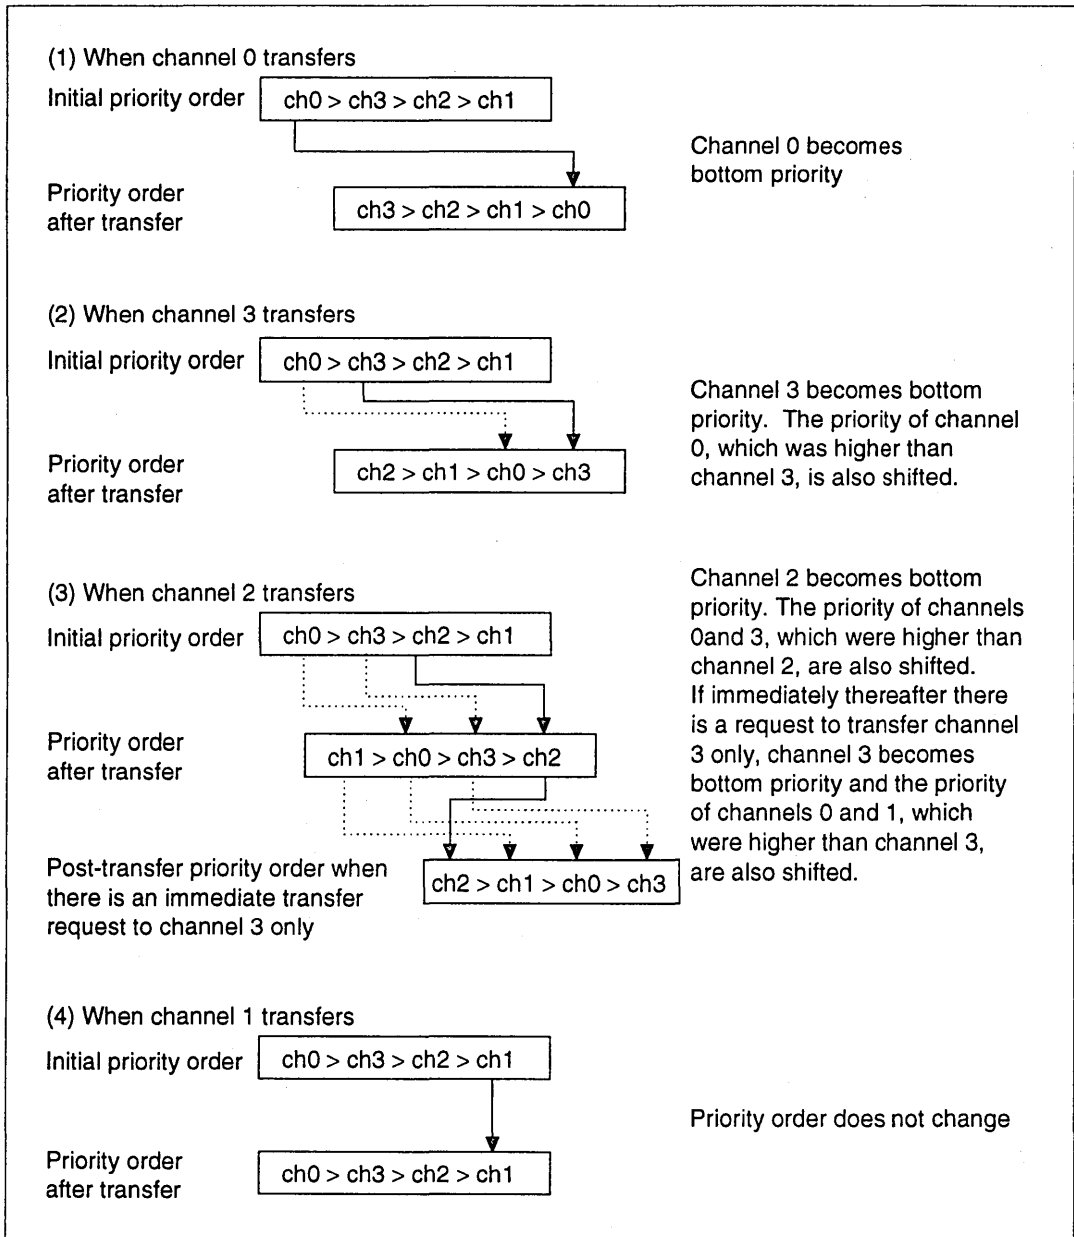 (1) When channel 0 transfers
Initial priority order
ch0 > ch3 > ch2 > ch1
Channel 0 becomes
bottom priority
Priority order
after transfer
ch3 > ch2 > ch1 > ch0
(2) When channel 3 transfers
Initial priority order
ch0 > ch3 > ch2 > ch1
Channel 3 becomes bottom
priority. The priority of channel
0, which was higher than
channel 3, is also shifted.
Priority order
after transfer
ch2 > ch1 > ch0 > ch3
(3) When channel 2 transfers
Initial priority order
ch0 > ch3 > ch2 > ch1
Channel 2 becomes bottom
priority. The priority of channels
0and 3, which were higher than
channel 2, are also shifted.
If immediately thereafter there
is a request to transfer channel
3 only, channel 3 becomes
bottom priority and the priority
of channels 0 and 1, which
were higher than channel 3,
are also shifted.
Priority order
after transfer
ch1 > ch0 > ch3 > ch2
Post-transfer priority order when
there is an immediate transfer
request to channel 3 only
ch2 > ch1 > ch0 > ch3
(4) When channel 1 transfers
Initial priority order
ch0 > ch3 > ch2 > ch1
Priority order does not change
Priority order
after transfer
ch0 > ch3 > ch2 > ch1